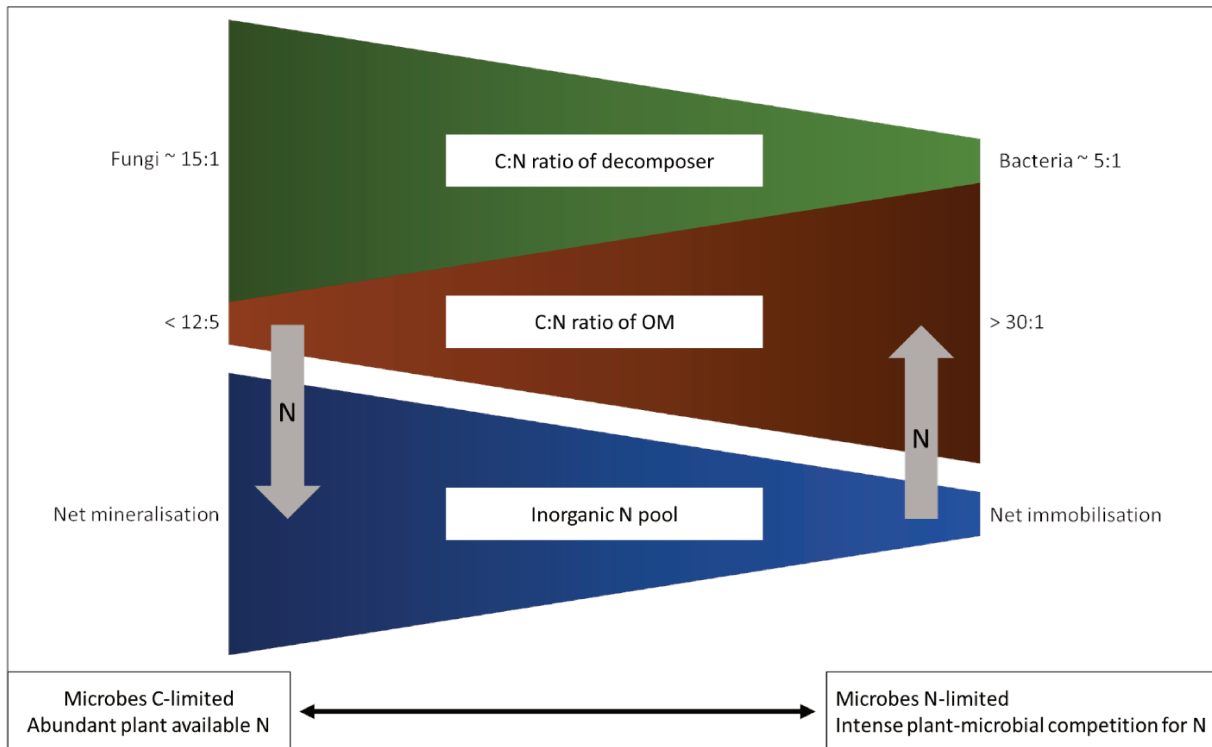 Fungi ~ 15:1
C:N ratio of decomposer
Bacteria ~ 5:1
< 12:5
C:N ratio of OM
> 30:1
N
N
Net mineralisation
Inorganic N pool
Net immobilisation
Microbes C-limited
Abundant plant available N
Microbes N-limited
Intense plant-microbial competition for N